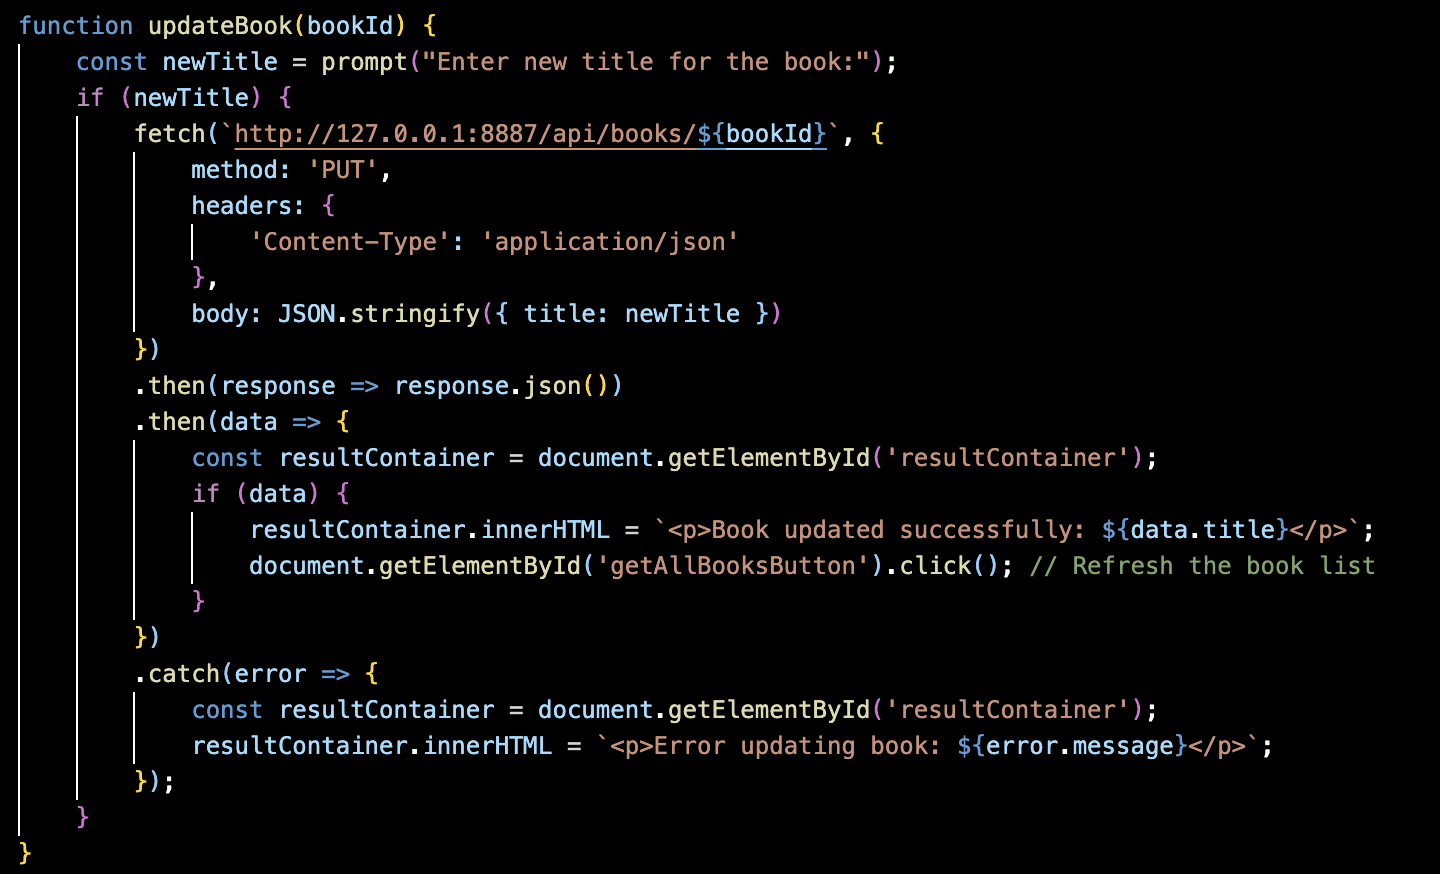 function updateBook(bookId) {
    const newTitle = prompt("Enter new title for the book:");
    if (newTitle) {
        fetch(`http://127.0.0.1:8887/api/books/${bookId}`, {
            method: 'PUT',
            headers: {
                'Content-Type': 'application/json'
            },
            body: JSON.stringify({ title: newTitle })
        })
        .then(response => response.json())
        .then(data => {
            const resultContainer = document.getElementById('resultContainer');
            if (data) {
                resultContainer.innerHTML = `<p>Book updated successfully: ${data.title}</p>`;
                document.getElementById('getAllBooksButton').click(); // Refresh the book list
            }
        })
        .catch(error => {
            const resultContainer = document.getElementById('resultContainer');
            resultContainer.innerHTML = `<p>Error updating book: ${error.message}</p>`;
        });
    }
}